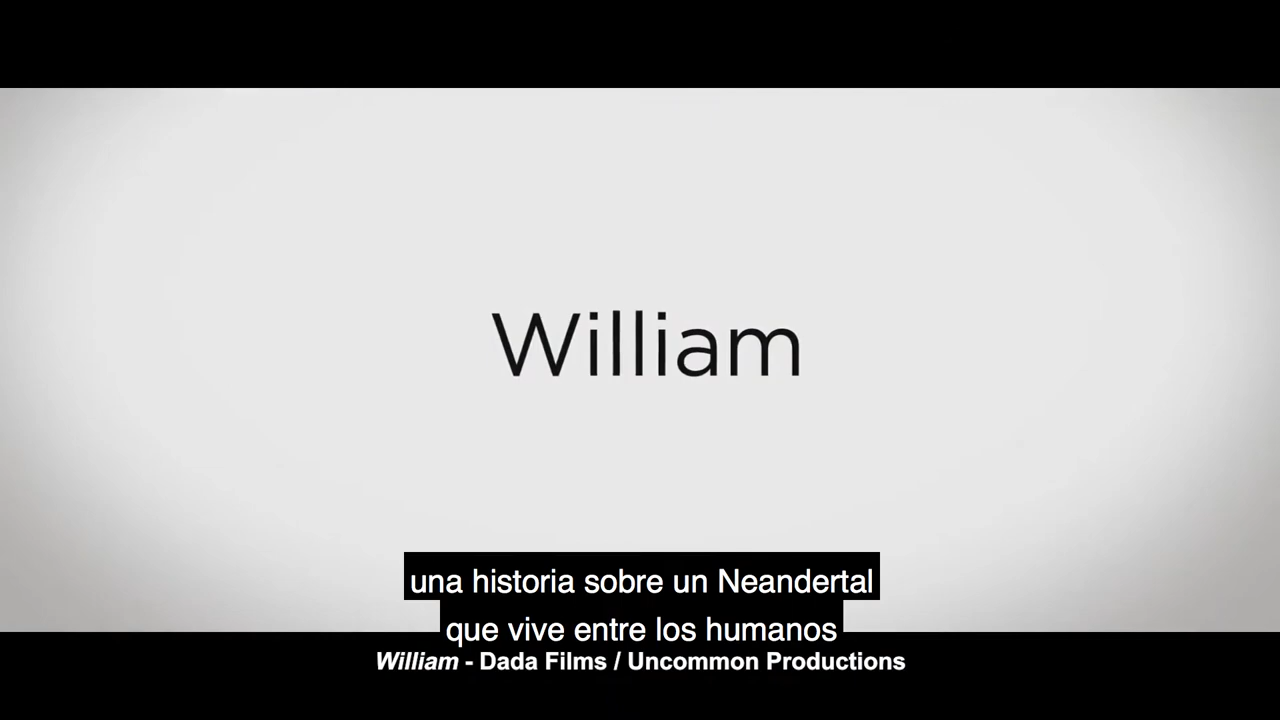 William
una historia sobre un Neandertal
que vive entre los humanos
William - Dada Films / Uncommon Productions